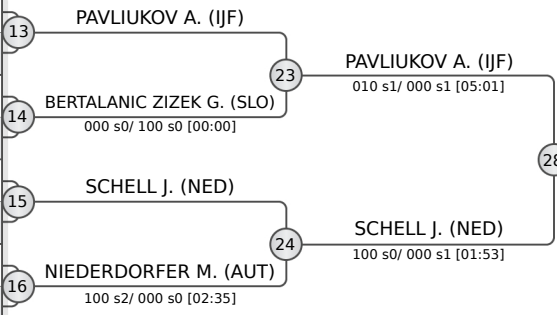 13
PAVLIUKOV A. (IJF)
23
PAVLIUKOV A. (IJF)
010 s1/ 000 s1 [05:01]
14
BERTALANIC ZIZEK G. (SLO)
000 s0/ 100 s0 [00:00]
28
15
SCHELL J. (NED)
24
SCHELL J. (NED)
100 s0/ 000 s1 [01:53]
16
NIEDERDORFER M. (AUT)
100 s2/ 000 s0 [02:35]